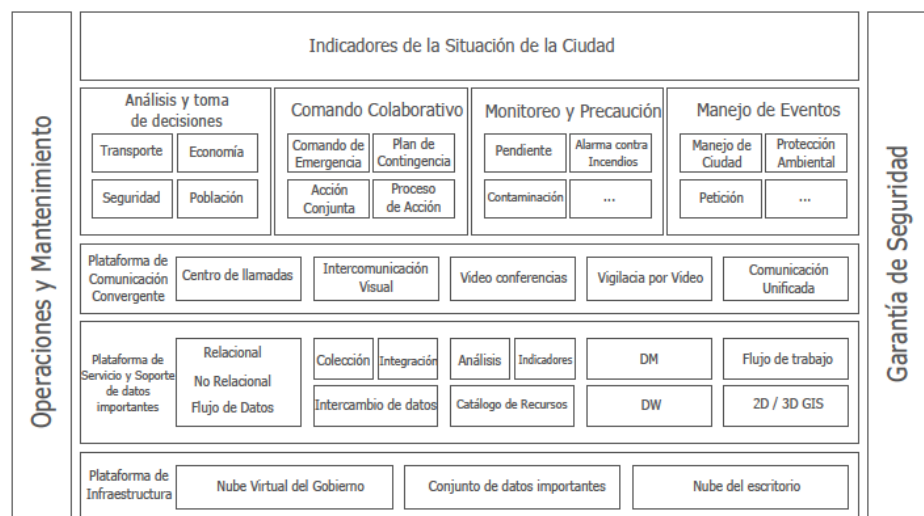 Operaciones y Mantenimiento
Indicadores de la Situación de la Ciudad
Análisis y toma
de decisiones
Transporte
Economía
Seguridad
Población
Comando Colaborativo
Comando de
Emergencia
Plan de
Contingencia
Acción
Conjunta
Proceso
de Acción
Monitoreo y Precaución
Pendiente
Alarma contra
Incendios
Contaminación
...
Manejo de Eventos
Manejo de
Ciudad
Protección
Ambiental
Petición
...
Plataforma de
Comunicación
Convergente
Centro de llamadas
Intercomunicación
Visual
Video conferencias
Vigilacia por Video
Comunicación
Unificada
Plataforma de
Servicio y Soporte
de datos
importantes
Relacional
No Relacional
Flujo de Datos
Colección
Integración
Intercambio de datos
Análisis
Indicadores
Catálogo de Recursos
DM
DW
Flujo de trabajo
2D / 3D GIS
Plataforma de
Infraestructura
Nube Virtual del Gobierno
Conjunto de datos importantes
Nube del escritorio
Garantía de Seguridad